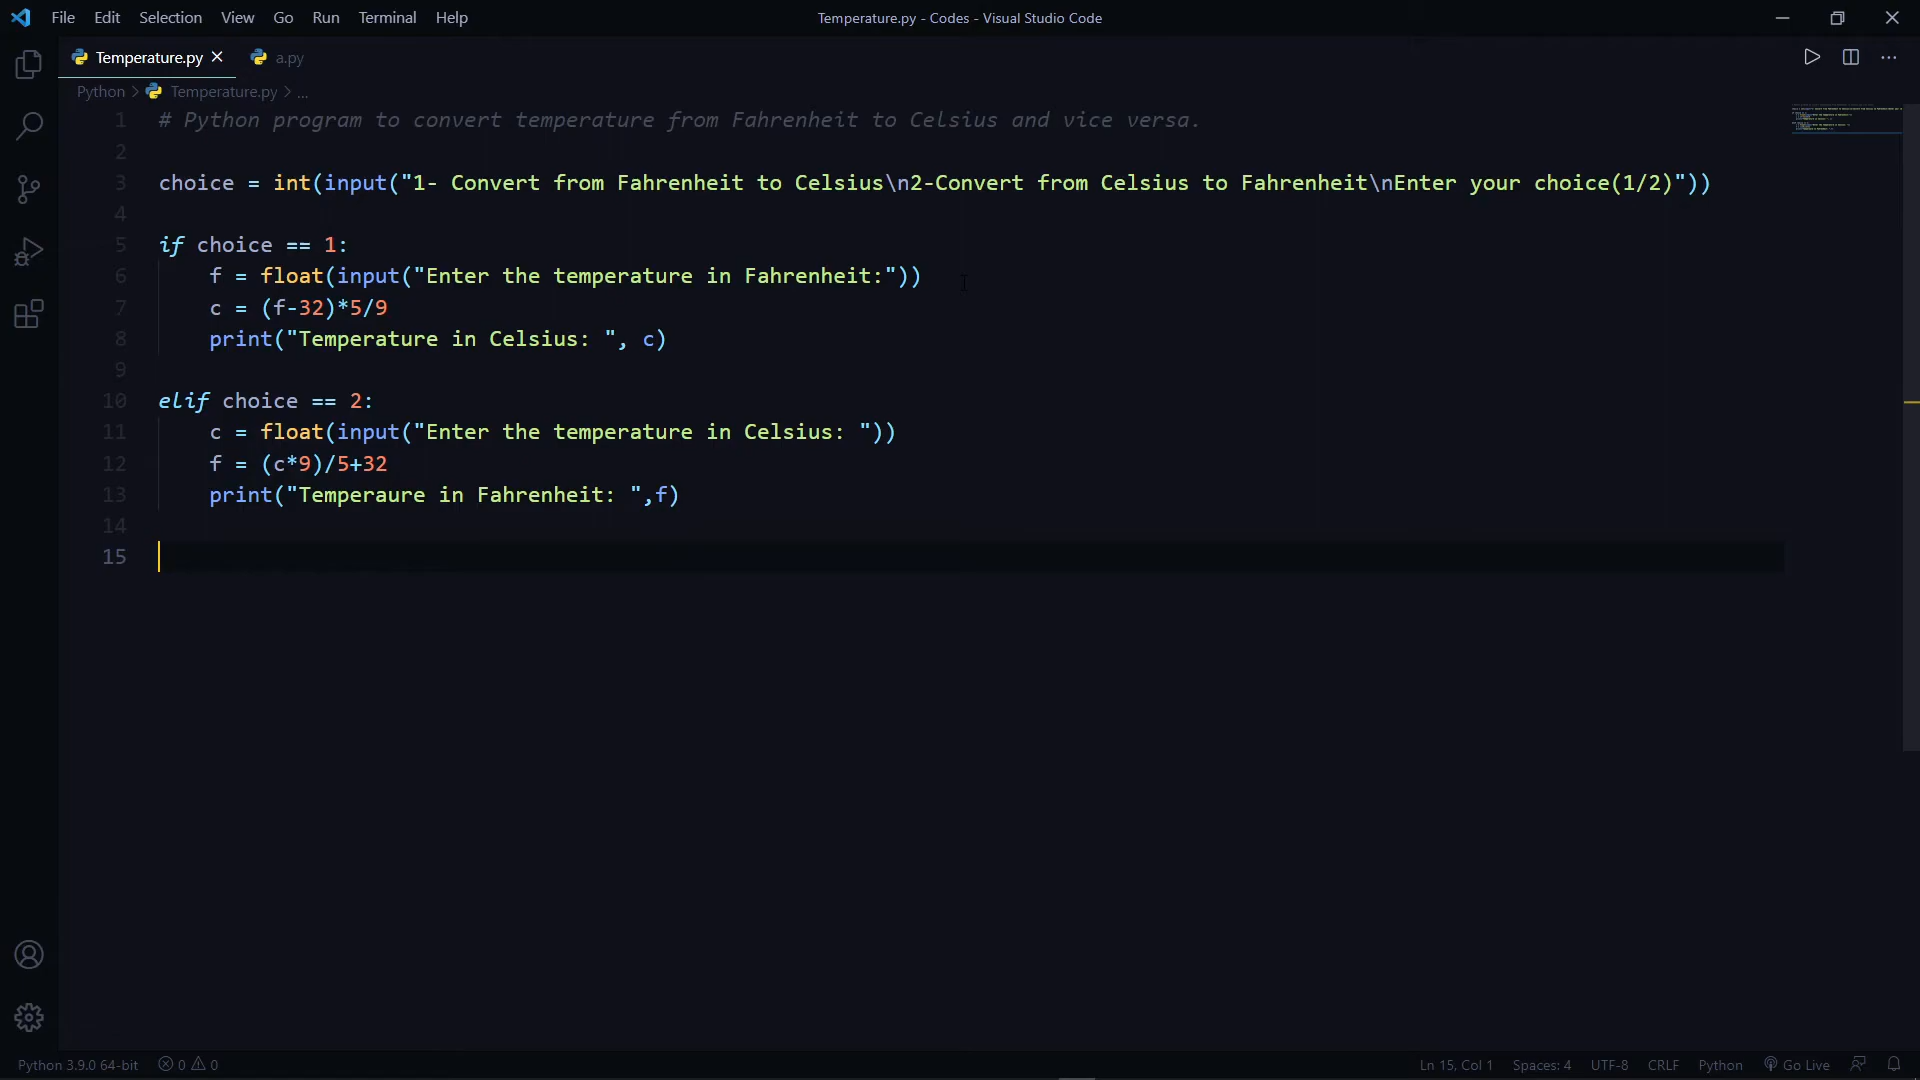 File Edit Selection View Go Run Terminal Help
Temperature.py - Codes - Visual Studio Code
Temperature.py a.py
Python > Temperature.py > ...
1 # Python program to convert temperature from Fahrenheit to Celsius and vice versa.
2
3 choice = int(input("1- Convert from Fahrenheit to Celsius\n2-Convert from Celsius to Fahrenheit\nEnter your choice(1/2)"))
4
5 if choice == 1:
6     f = float(input("Enter the temperature in Fahrenheit:"))
7     c = (f-32)*5/9
8     print("Temperature in Celsius: ", c)
9
10 elif choice == 2:
11     c = float(input("Enter the temperature in Celsius: "))
12     f = (c*9)/5+32
13     print("Temperaure in Fahrenheit: ",f)
14
15
Python 3.9.0 64-bit 0 0 Ln 15, Col 1 Spaces: 4 UTF-8 CRLF Python Go Live